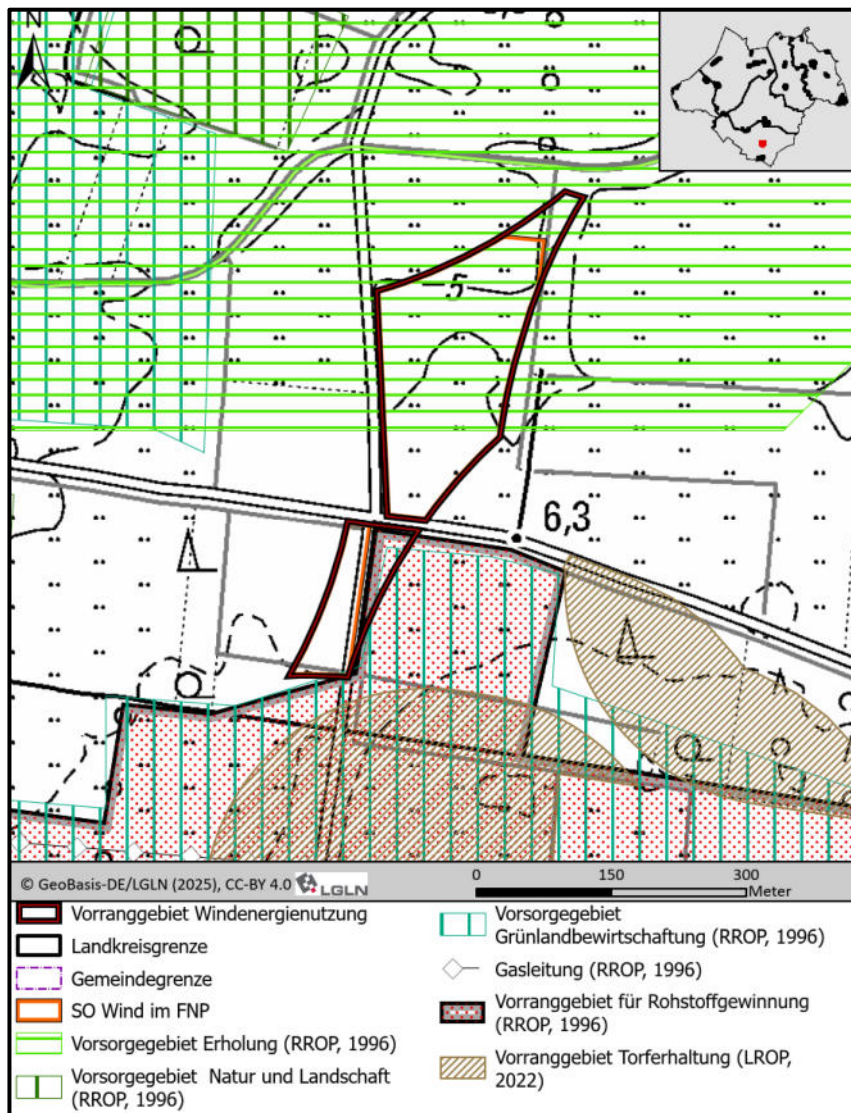 N
5
6,3
© GeoBasis-DE/LGLN (2025), CC-BY 4.0 LGLN
0 150 300
Meter
Vorranggebiet Windenergienutzung
Landkreisgrenze
Gemeindegrenze
SO Wind im FNP
Vorsorgegebiet Erholung (RROP, 1996)
Vorsorgegebiet Natur und Landschaft
(RROP, 1996)
Vorsorgegebiet
Grünlandbewirtschaftung (RROP, 1996)
Gasleitung (RROP, 1996)
Vorranggebiet für Rohstoffgewinnung
(RROP, 1996)
Vorranggebiet Torferhaltung (LROP,
2022)